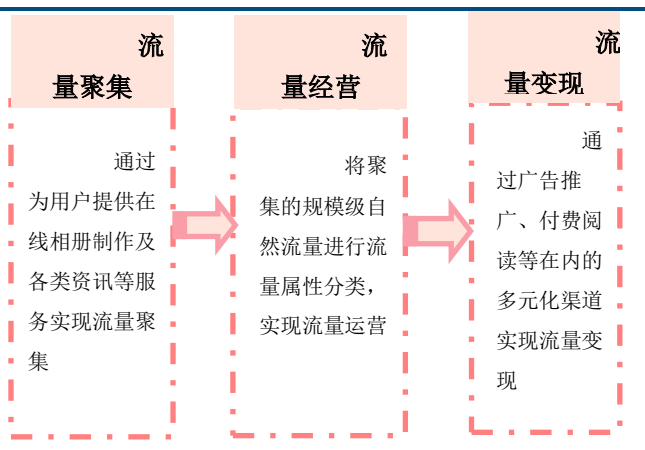 流
量聚集
通过
为用户提供在
线相册制作及
各类资讯等服
务实现流量聚
集
流
量经营
将聚
集的规模级自
然流量进行流
量属性分类，
实现流量运营
流
量变现
通
过广告推
广、付费阅
读等在内的
多元化渠道
实现流量变
现